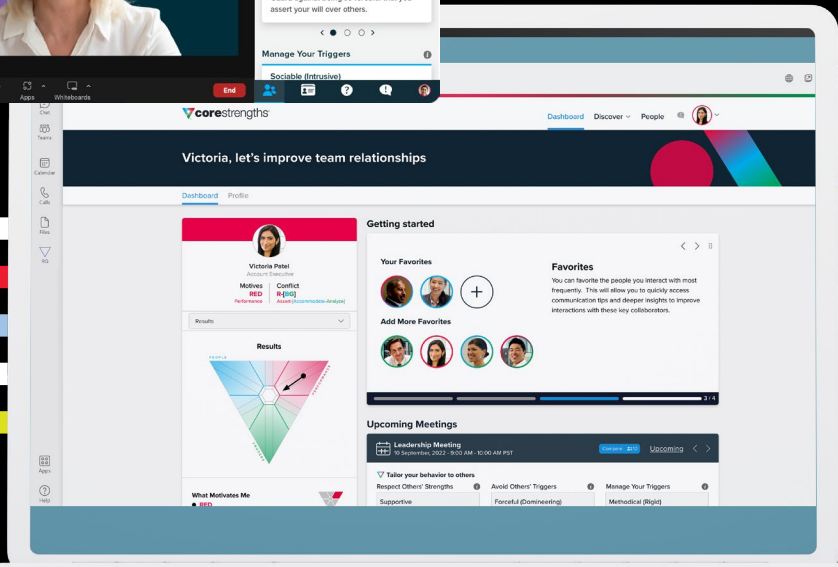 assert your will over others.
Manage Your Triggers
Sociable (Intrusive)
Apps
Whiteboards
End
Chat
Teams
Calendar
Calls
Files
BG
Apps
Help
corestrengths
Dashboard
Discover
People
Victoria, let's improve team relationships
Dashboard
Profile
Victoria Patel
Account Executive
Motives
Conflict
RED
R-[BG]
Performance
Assert-[Accommodate-Analyze]
Results
Results
PEOPLE
PERFORMANCE
What Motivates Me
RED
Getting started
Your Favorites
Add More Favorites
Favorites
You can favorite the people you interact with most
frequently. This will allow you to quickly access
communication tips and deeper insights to improve
interactions with these key collaborators.
3/4
Upcoming Meetings
Leadership Meeting
10 September, 2022 - 9:00 AM - 10:00 AM PST
Compare
Upcoming
Tailor your behavior to others
Respect Others' Strengths
Avoid Others' Triggers
Manage Your Triggers
Supportive
Forceful (Domineering)
Methodical (Rigid)